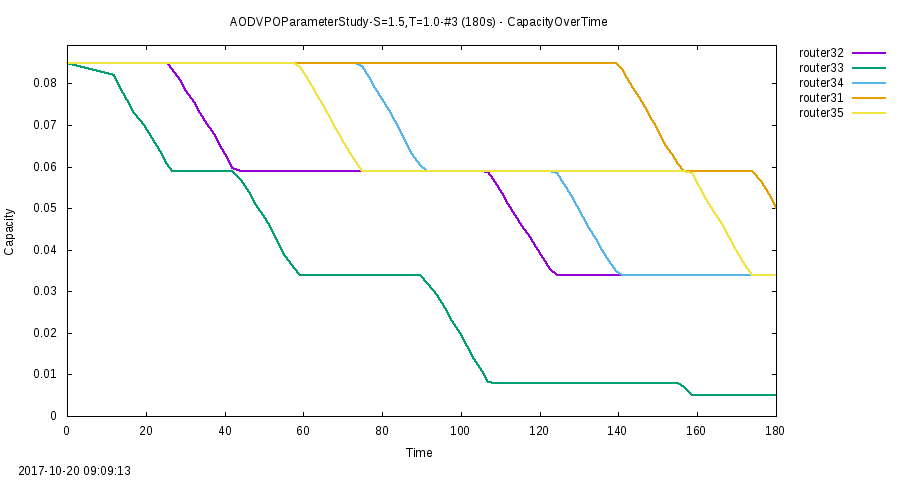 AODVPOParameterStudy-S=1.5,T=1.0-#3 (180s) - CapacityOverTime
router32
router33
router34
router31
router35
0.08
0.07
0.06
0.05
0.04
0.03
0.02
0.01
0
Capacity
0 20 40 60 80 100 120 140 160 180
Time
2017-10-20 09:09:13